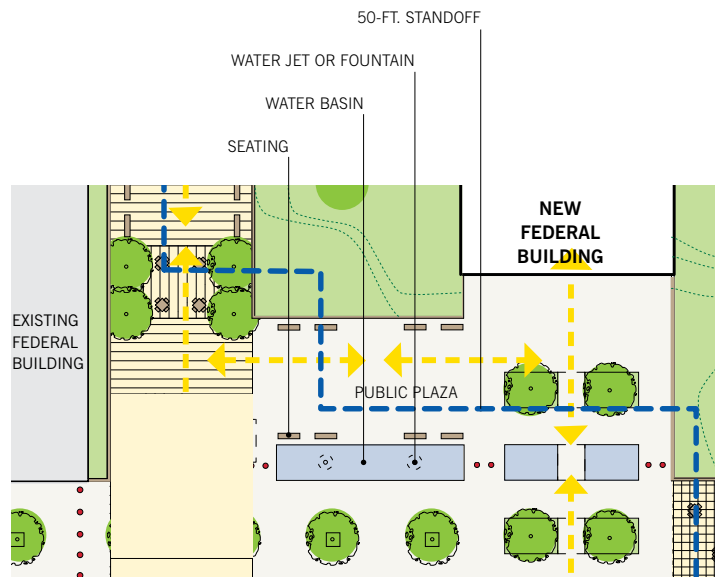 50-FT. STANDOFF
WATER JET OR FOUNTAIN
WATER BASIN
SEATING
NEW
FEDERAL
BUILDING
EXISTING
FEDERAL
BUILDING
PUBLIC PLAZA